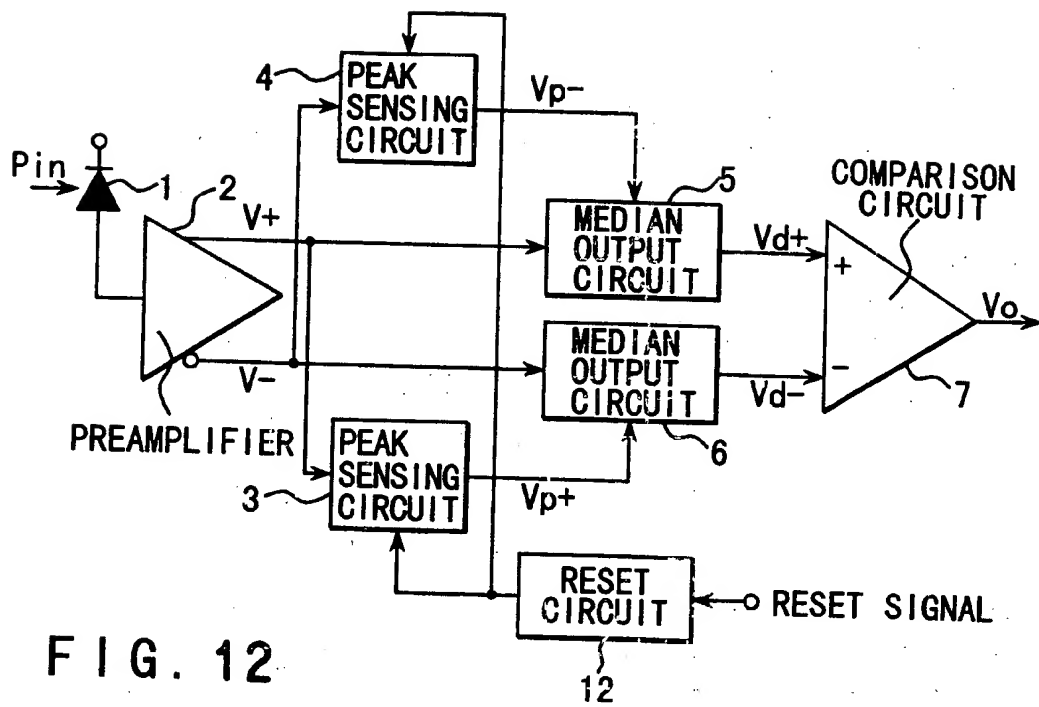 4
PEAK
SENSING
CIRCUIT
Vp-
Pin
1
2
V+
5
MEDIAN
OUTPUT
CIRCUIT
Vd+
COMPARISON
CIRCUIT
+
Vo
V-
MEDIAN
OUTPUT
CIRCUiT
Vd-
-
7
6
PREAMPLIFIER
3
PEAK
SENSING
CIRCUIT
Vp+
RESET
CIRCUIT
RESET SIGNAL
12
FIG. 12